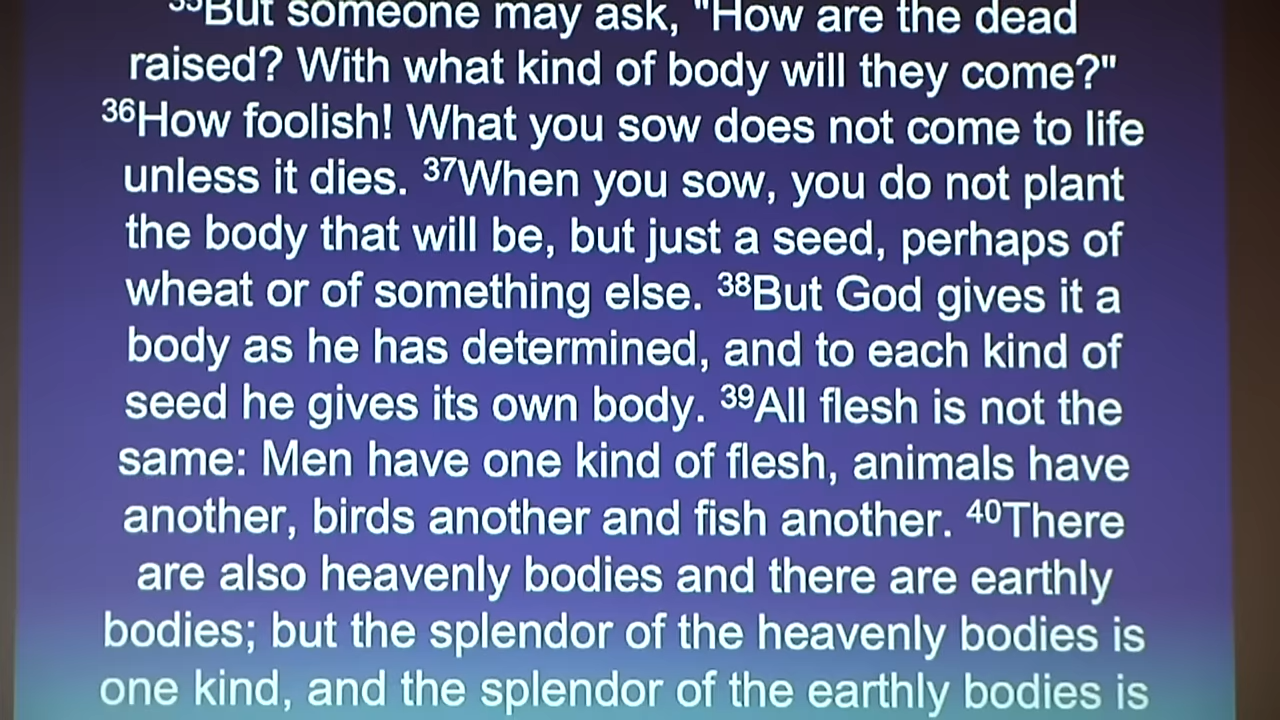 35But someone may ask, "How are the dead
raised? With what kind of body will they come?"
36How foolish! What you sow does not come to life
unless it dies. 37When you sow, you do not plant
the body that will be, but just a seed, perhaps of
wheat or of something else. 38But God gives it a
body as he has determined, and to each kind of
seed he gives its own body. 39All flesh is not the
same: Men have one kind of flesh, animals have
another, birds another and fish another. 40There
are also heavenly bodies and there are earthly
bodies; but the splendor of the heavenly bodies is
one kind, and the splendor of the earthly bodies is